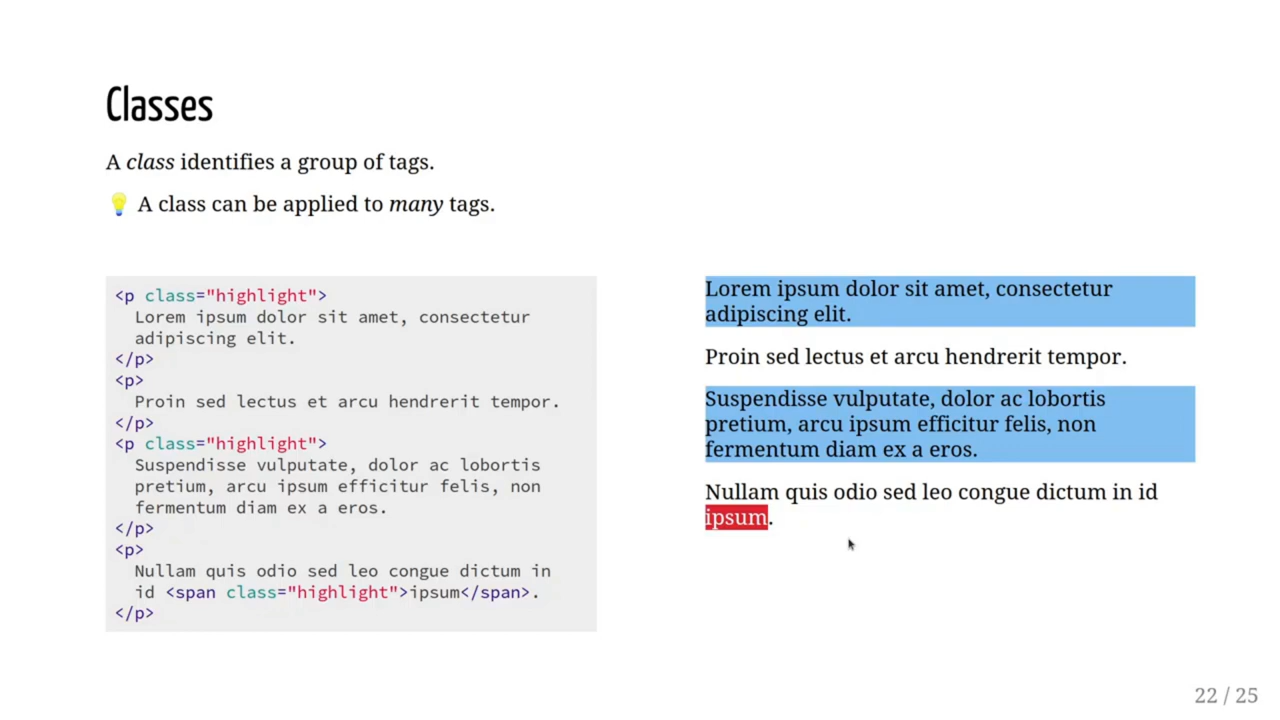 Classes
A class identifies a group of tags.
💡 A class can be applied to many tags.
<p class="highlight">
Lorem ipsum dolor sit amet, consectetur
adipiscing elit.
</p>
<p>
Proin sed lectus et arcu hendrerit tempor.
</p>
<p class="highlight">
Suspendisse vulputate, dolor ac lobortis
pretium, arcu ipsum efficitur felis, non
fermentum diam ex a eros.
</p>
<p>
Nullam quis odio sed leo congue dictum in
id <span class="highlight">ipsum</span>.
</p>
Lorem ipsum dolor sit amet, consectetur
adipiscing elit.
Proin sed lectus et arcu hendrerit tempor.
Suspendisse vulputate, dolor ac lobortis
pretium, arcu ipsum efficitur felis, non
fermentum diam ex a eros.
Nullam quis odio sed leo congue dictum in id
ipsum.
22 / 25